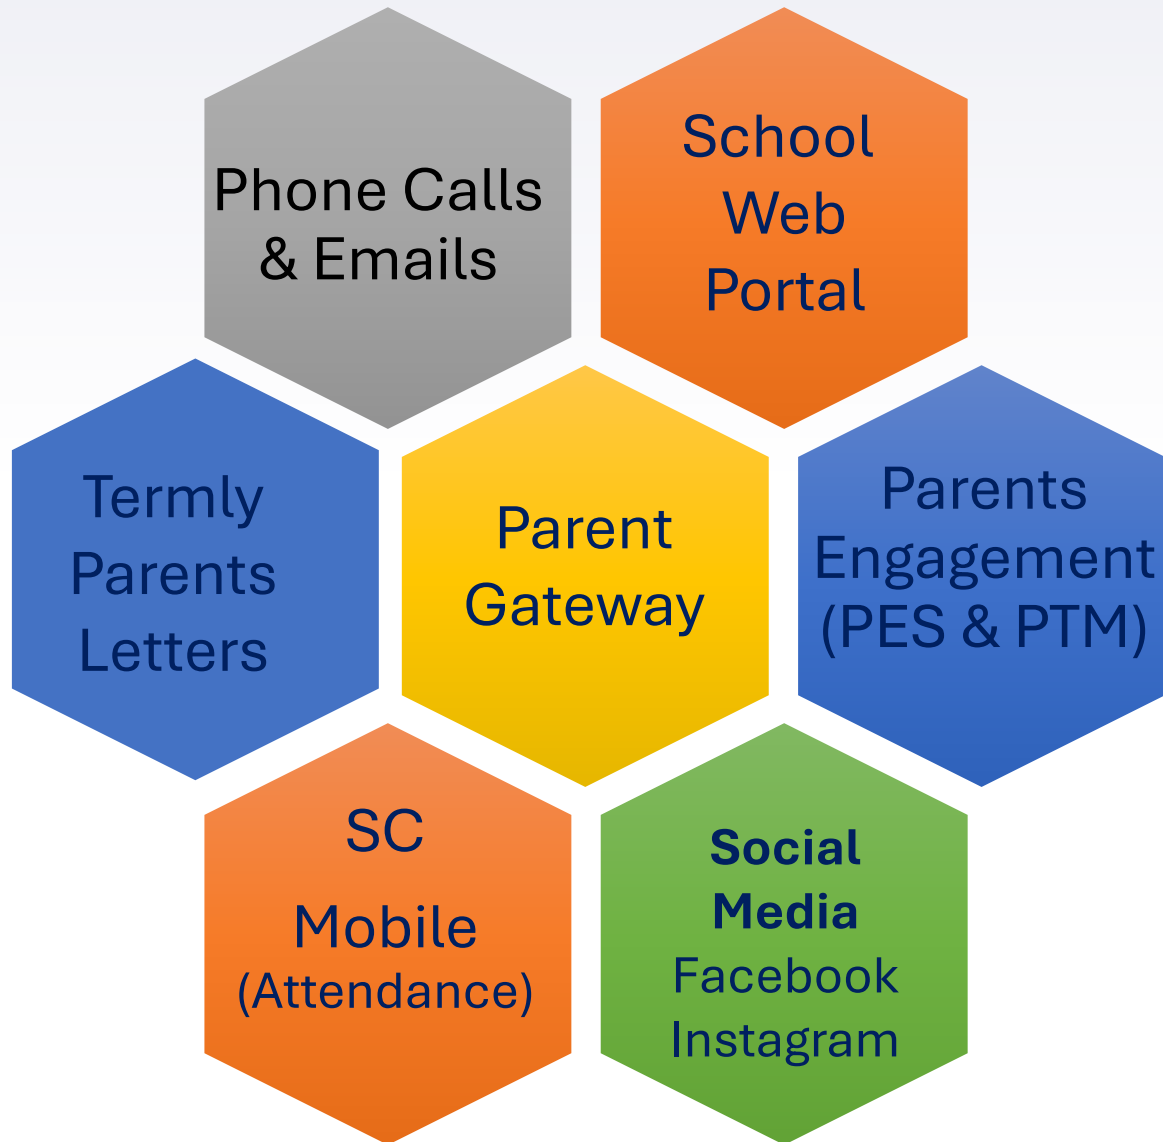 Phone Calls
& Emails
School
Web
Portal
Termly
Parents
Letters
Parent
Gateway
Parents
Engagement
(PES & PTM)
SC
Mobile
(Attendance)
Social
Media
Facebook
Instagram